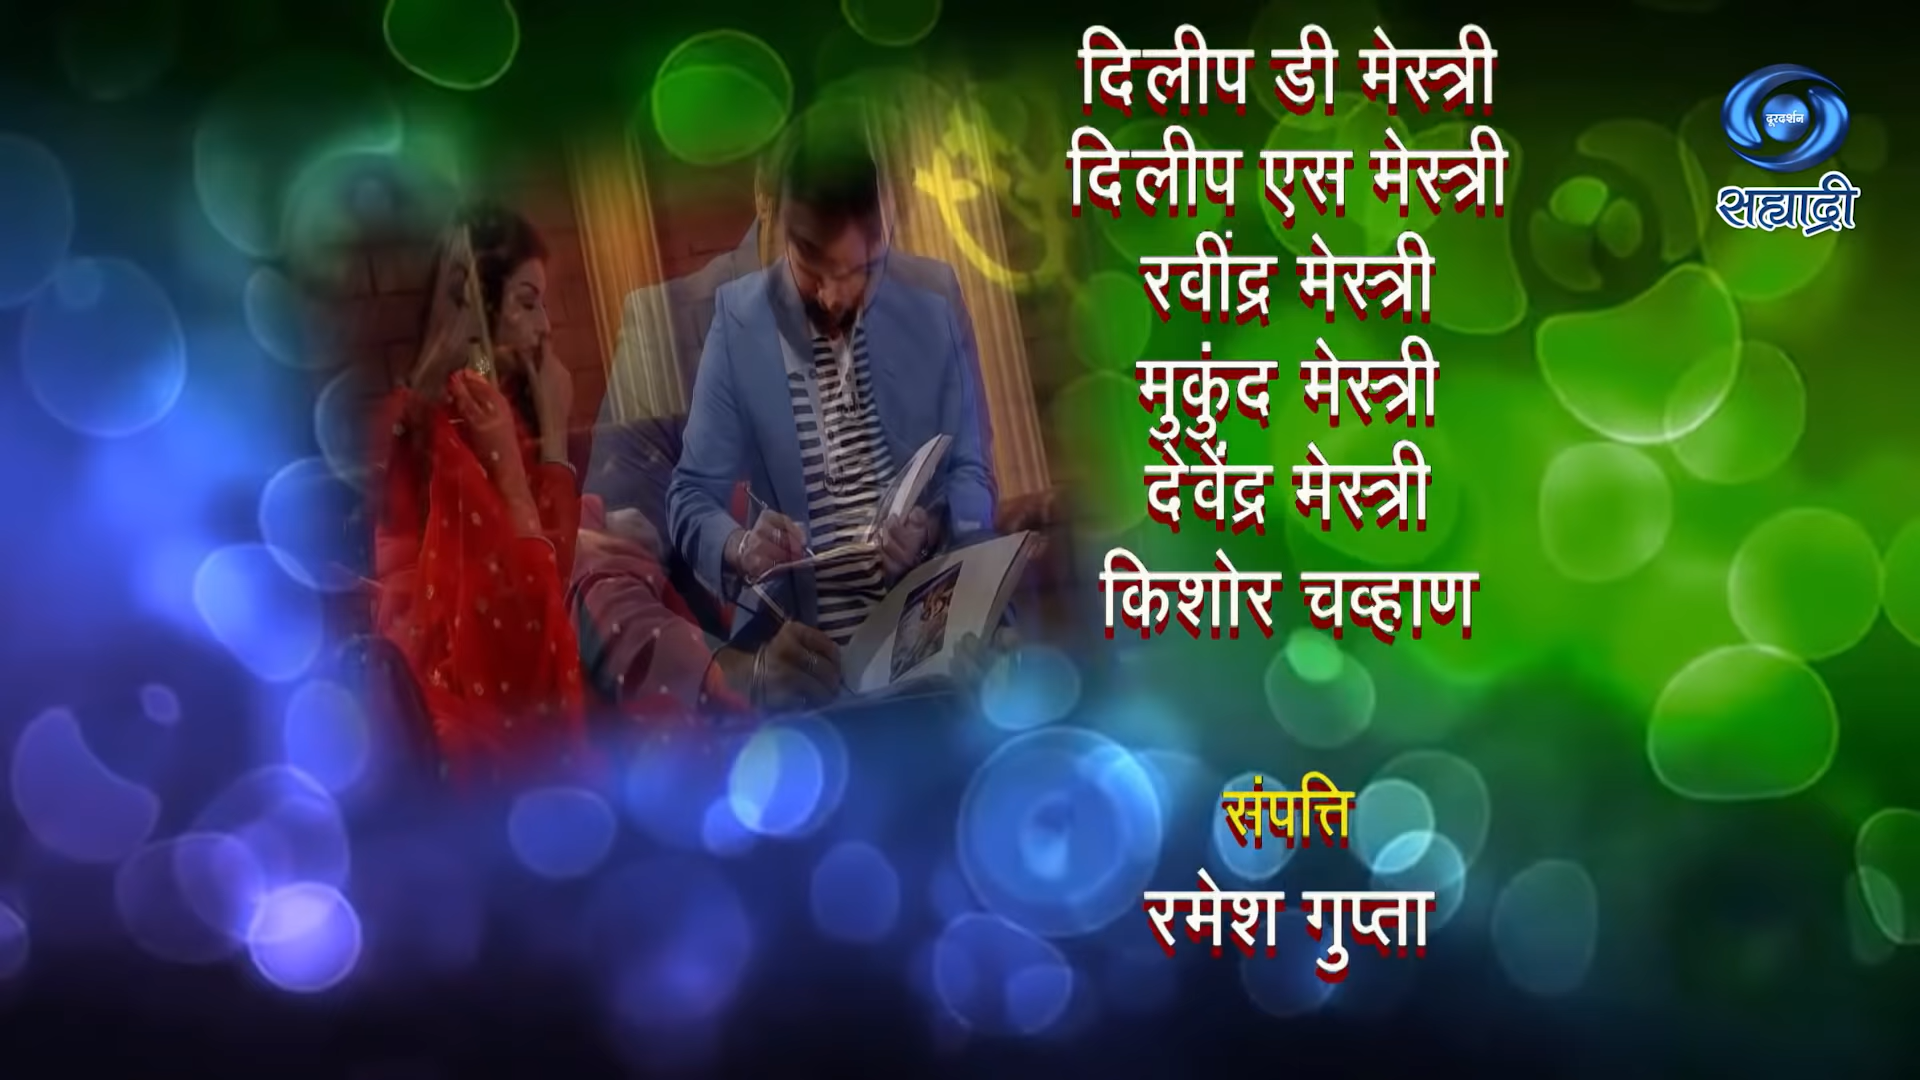 दिलीप डी मेस्त्री
दिलीप एस मेस्त्री
रवींद्र मेस्त्री
मुकुंद मेस्त्री
देवेंद्र मेस्त्री
किशोर चव्हाण
संपत्ति
रमेश गुप्ता
दूरदर्शन
सह्याद्री